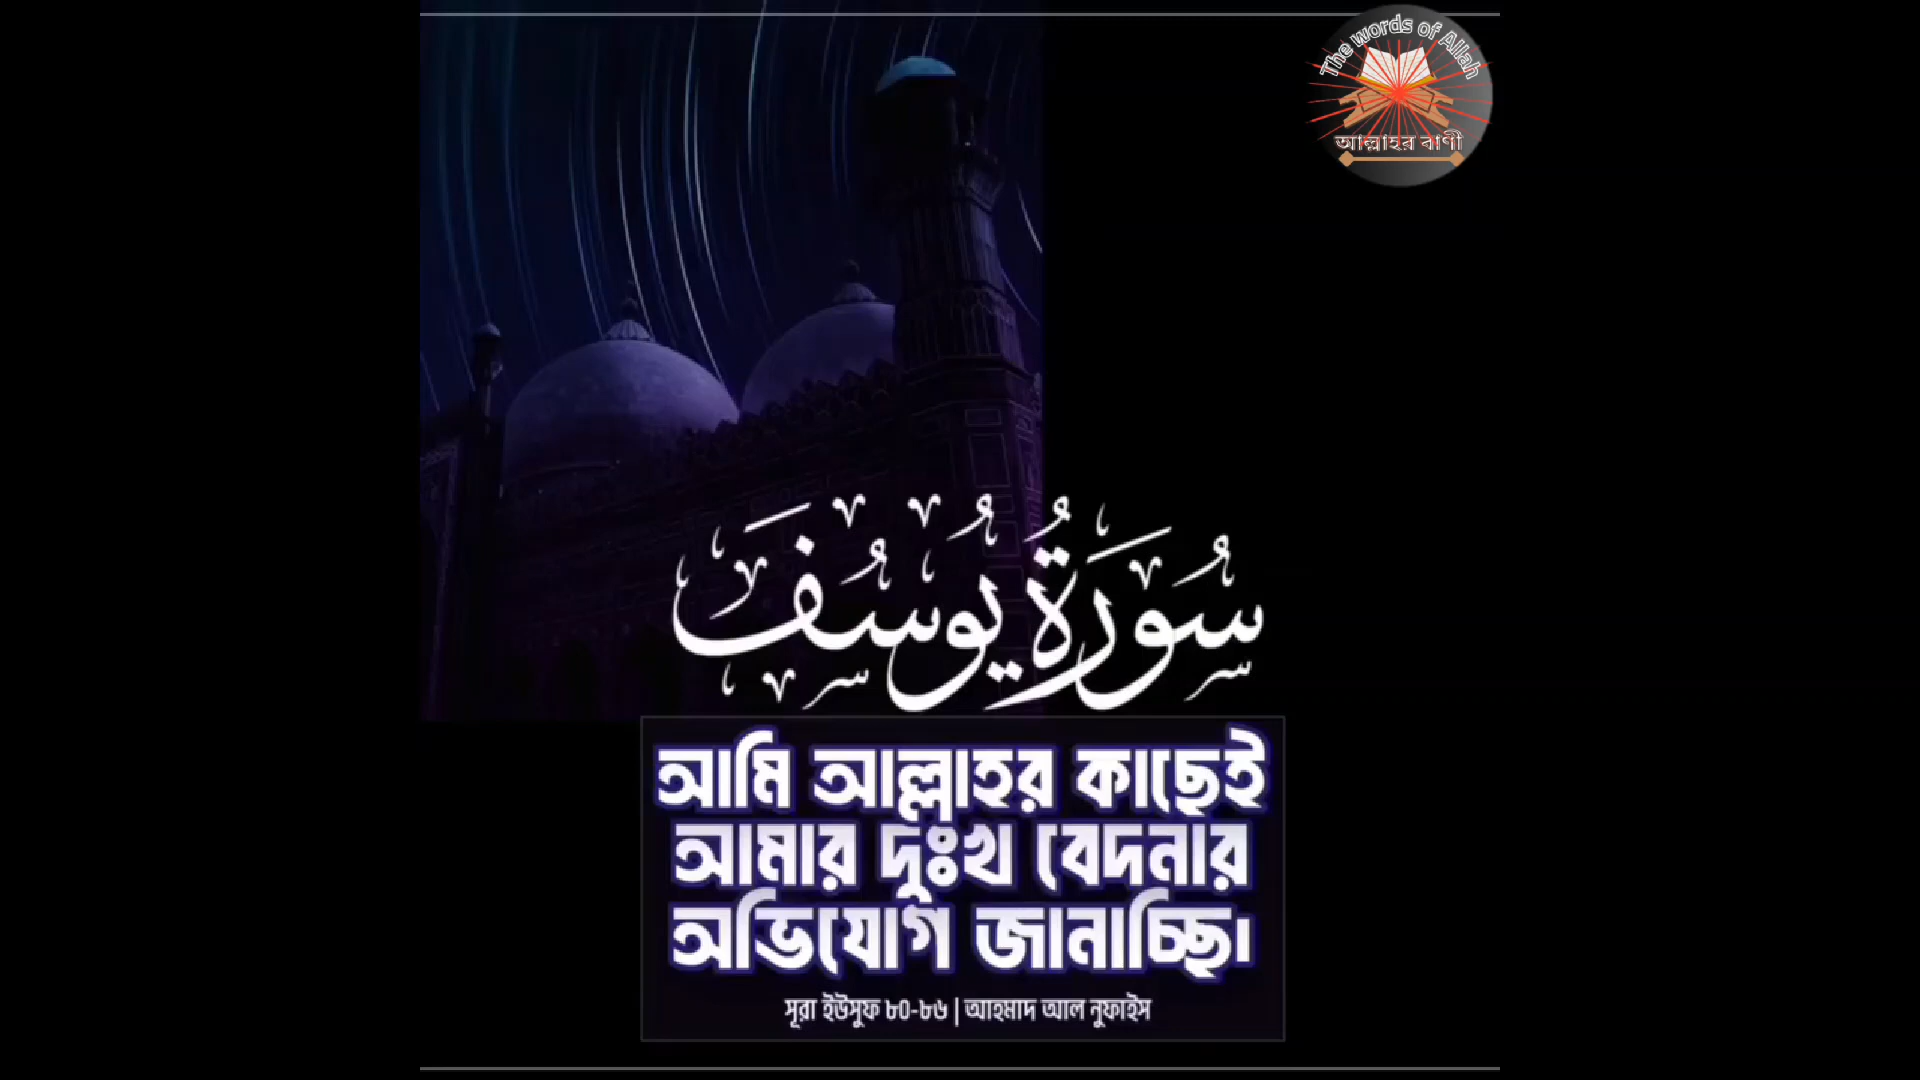 The words of Allah
আল্লাহর বাণী
سُورَةُ يُوسُفَ
আমি আল্লাহর কাছেই
আমার দুঃখ বেদনার
অভিযোগ জানাচ্ছি।
সূরা ইউসুফ ৮০-৮৬ | আহমাদ আল নুফাইস